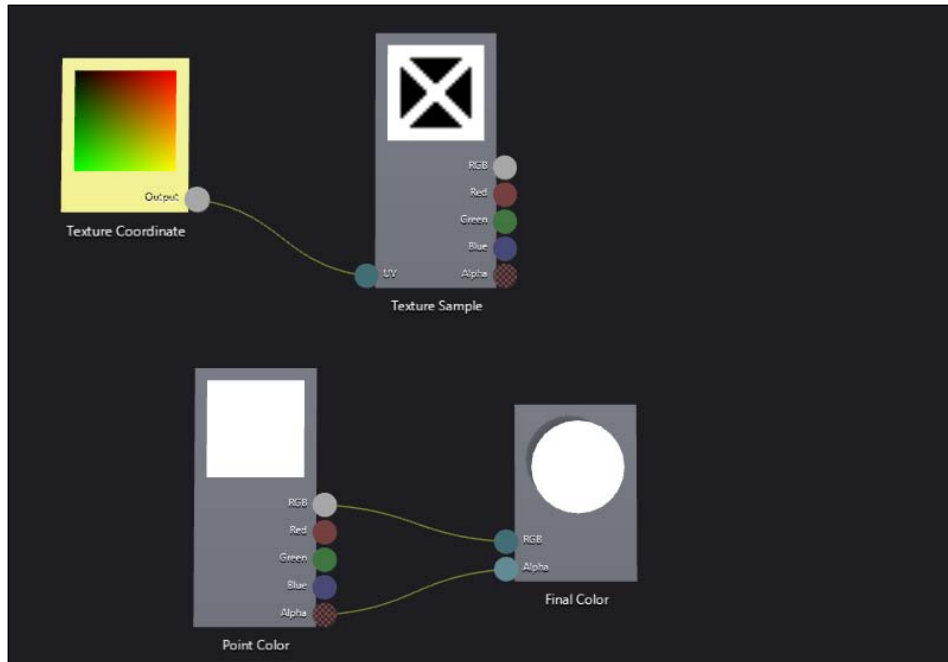 Output
Texture Coordinate
RGB
Red
Green
Blue
UV
Alpha
Texture Sample
RGB
Red
Green
Blue
Alpha
Point Color
RGB
Alpha
Final Color